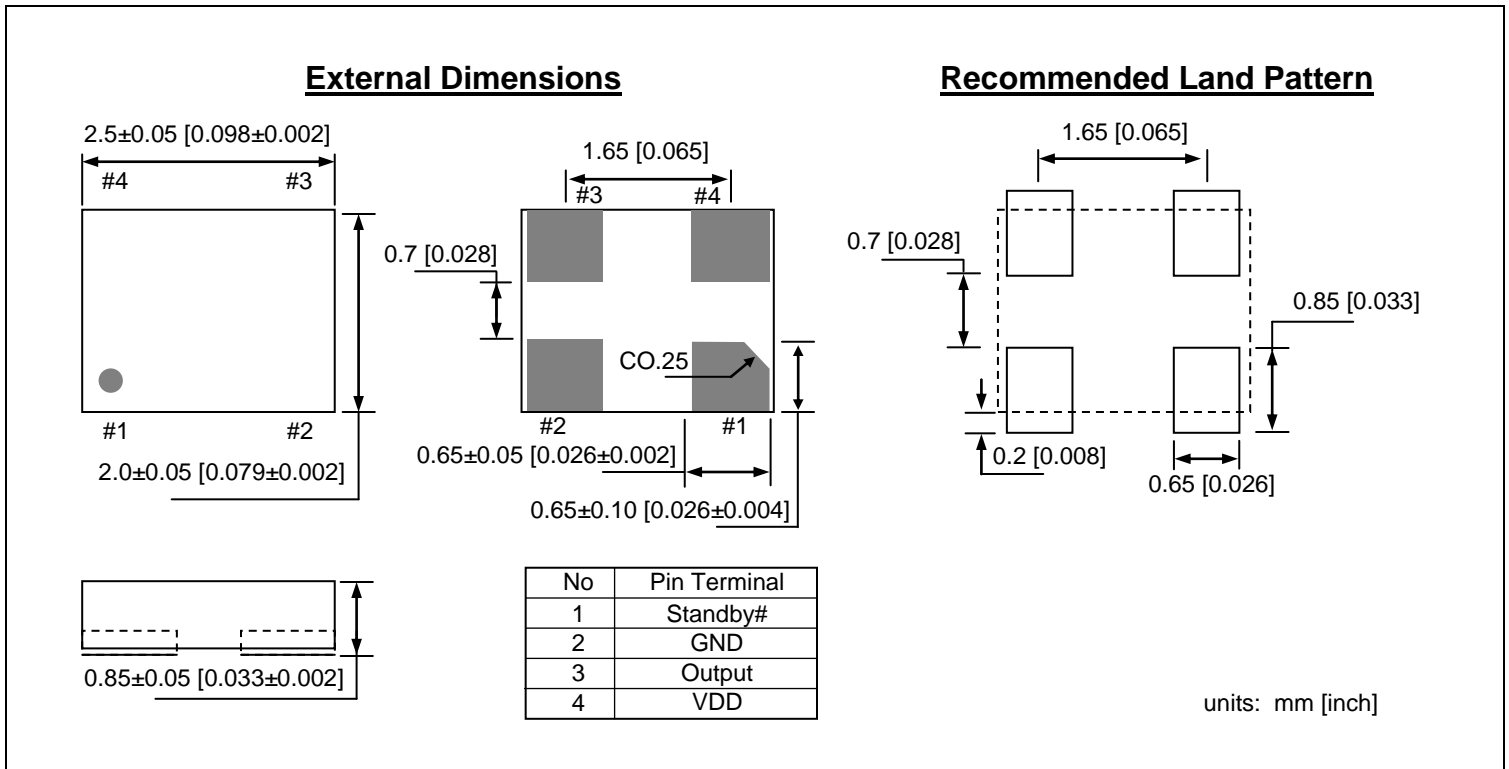 External Dimensions
Recommended Land Pattern
2.5±0.05 [0.098±0.002]
#4 #3
#1 #2
2.0±0.05 [0.079±0.002]
1.65 [0.065]
#3 #4
0.7 [0.028]
CO.25
#2 #1
0.65±0.05 [0.026±0.002]
0.65±0.10 [0.026±0.004]
1.65 [0.065]
0.7 [0.028]
0.85 [0.033]
0.2 [0.008]
0.65 [0.026]
0.85±0.05 [0.033±0.002]
No Pin Terminal
1 Standby#
2 GND
3 Output
4 VDD
units: mm [inch]